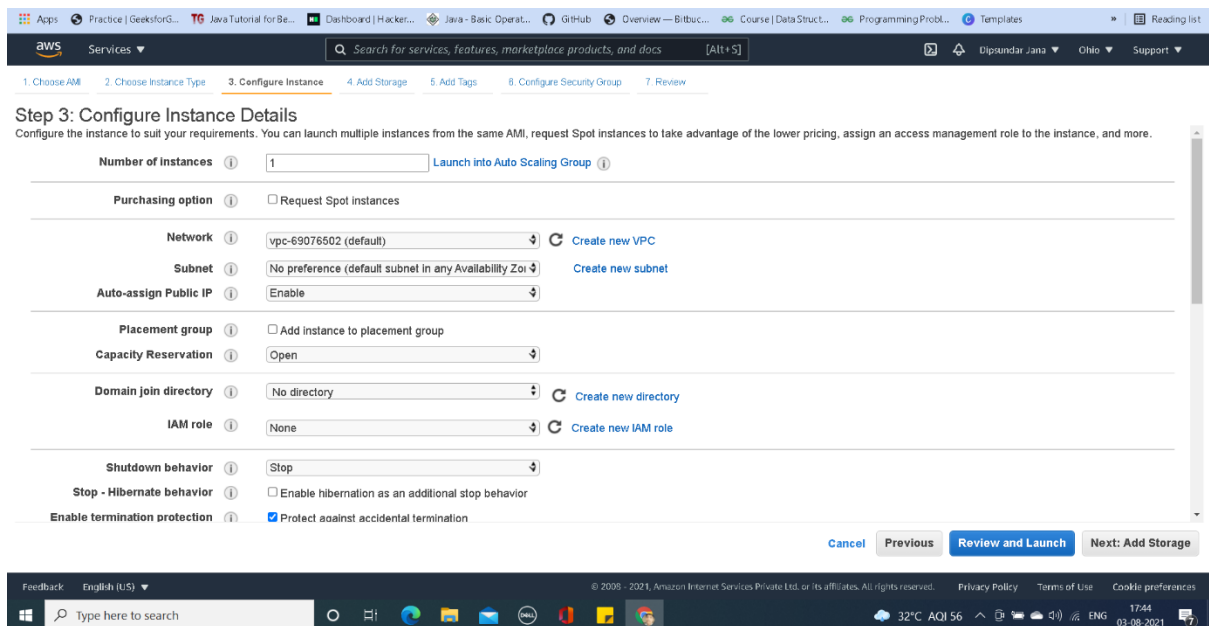 Apps Practice | GeeksforG... TG Java Tutorial for Be... Dashboard | Hacker... Java - Basic Operat... GitHub Overview — Bitbuc... Course | Data Struct... Programming Probl... Templates » Reading list
aws Services ▼ Search for services, features, marketplace products, and docs [Alt+S] Dipsundar Jana ▼ Ohio ▼ Support ▼
1. Choose AMI 2. Choose Instance Type 3. Configure Instance 4. Add Storage 5. Add Tags 6. Configure Security Group 7. Review
Step 3: Configure Instance Details
Configure the instance to suit your requirements. You can launch multiple instances from the same AMI, request Spot instances to take advantage of the lower pricing, assign an access management role to the instance, and more.
Number of instances 1 Launch into Auto Scaling Group
Purchasing option Request Spot instances
Network vpc-69076502 (default) Create new VPC
Subnet No preference (default subnet in any Availability Zon Create new subnet
Auto-assign Public IP Enable
Placement group Add instance to placement group
Capacity Reservation Open
Domain join directory No directory Create new directory
IAM role None Create new IAM role
Shutdown behavior Stop
Stop - Hibernate behavior Enable hibernation as an additional stop behavior
Enable termination protection Protect against accidental termination
Cancel Previous Review and Launch Next: Add Storage
Feedback English (US) ▼ © 2008 - 2021, Amazon Internet Services Private Ltd. or its affiliates. All rights reserved. Privacy Policy Terms of Use Cookie preferences
Type here to search DELL 32°C AQI 56 ENG 17:44
03-08-2021 7